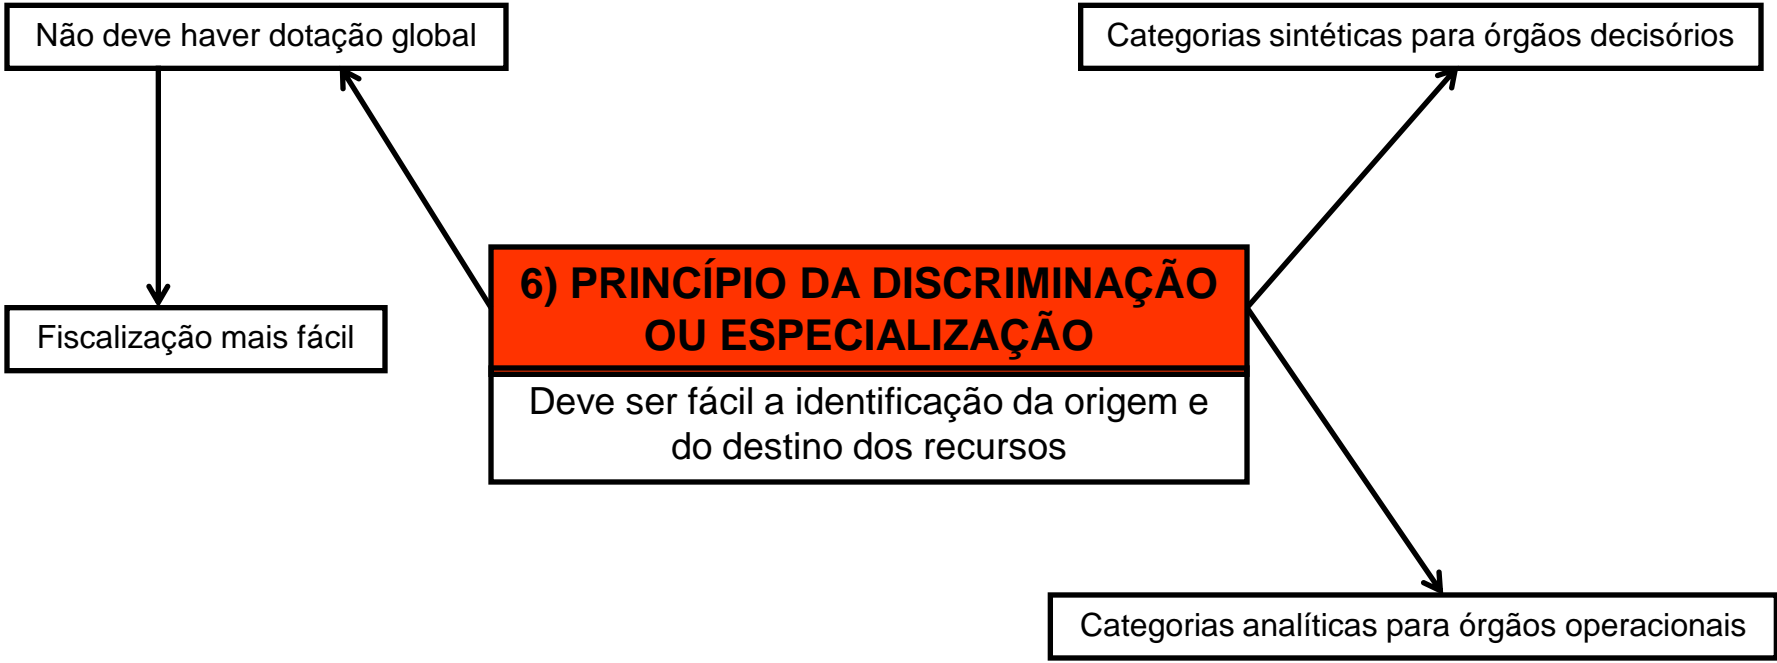 Não deve haver dotação global
Categorias sintéticas para órgãos decisórios
6) PRINCÍPIO DA DISCRIMINAÇÃO
OU ESPECIALIZAÇÃO
Fiscalização mais fácil
Deve ser fácil a identificação da origem e
do destino dos recursos
Categorias analíticas para órgãos operacionais